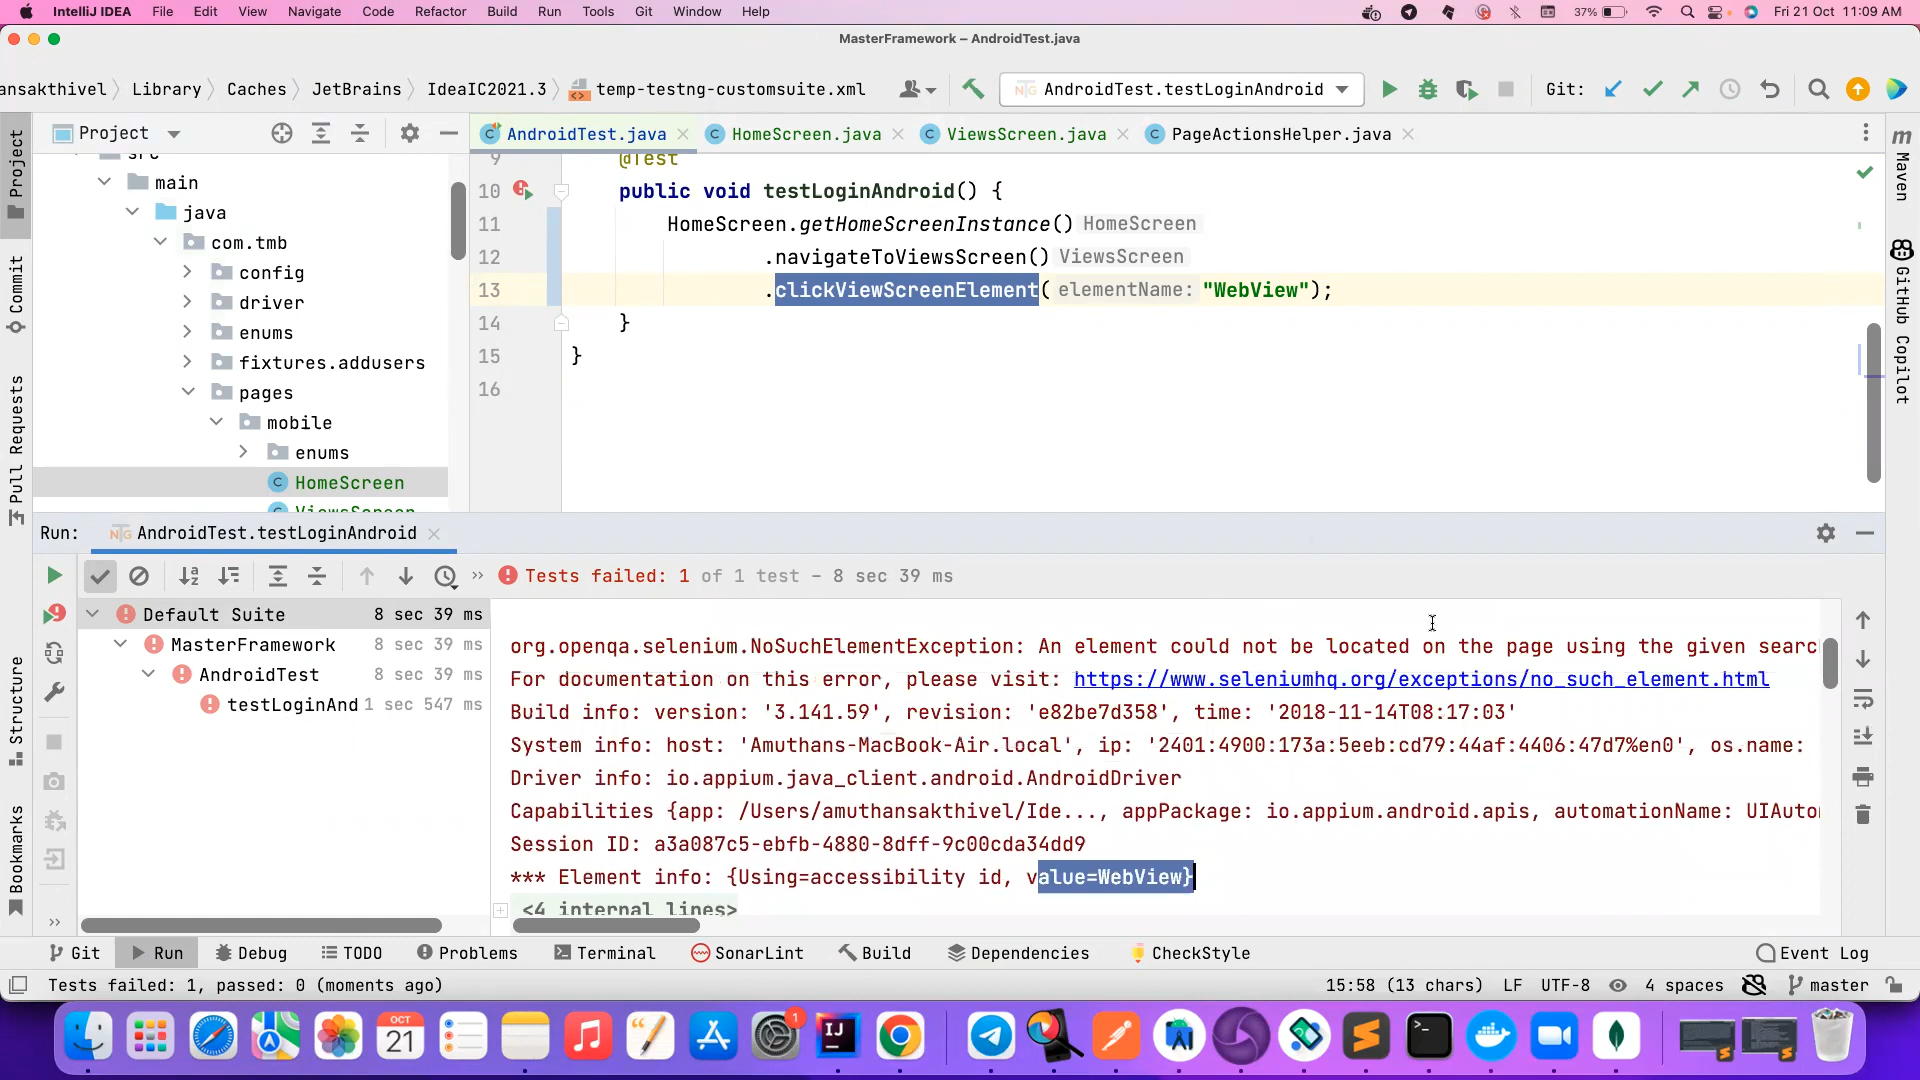 IntelliJ IDEA File Edit View Navigate Code Refactor Build Run Tools Git Window Help 37% Fri 21 Oct 11:09 AM
MasterFramework – AndroidTest.java
ansakthivel Library Caches JetBrains IdeaIC2021.3 temp-testng-customsuite.xml AndroidTest.testLoginAndroid Git:
Project
AndroidTest.java HomeScreen.java ViewsScreen.java PageActionsHelper.java
src
main
java
com.tmb
config
driver
enums
fixtures.addusers
pages
mobile
enums
HomeScreen
ViewsScreen
9 @Test
10 public void testLoginAndroid() {
11 HomeScreen.getHomeScreenInstance() HomeScreen
12 .navigateToViewsScreen() ViewsScreen
13 .clickViewScreenElement( elementName: "WebView");
14 }
15 }
16
Project
Commit
Pull Requests
Structure
Bookmarks
m
Maven
GitHub Copilot
Run: AndroidTest.testLoginAndroid
Tests failed: 1 of 1 test – 8 sec 39 ms
Default Suite 8 sec 39 ms
MasterFramework 8 sec 39 ms
AndroidTest 8 sec 39 ms
testLoginAnd 1 sec 547 ms
org.openqa.selenium.NoSuchElementException: An element could not be located on the page using the given searc
For documentation on this error, please visit: https://www.seleniumhq.org/exceptions/no_such_element.html
Build info: version: '3.141.59', revision: 'e82be7d358', time: '2018-11-14T08:17:03'
System info: host: 'Amuthans-MacBook-Air.local', ip: '2401:4900:173a:5eeb:cd79:44af:4406:47d7%en0', os.name:
Driver info: io.appium.java_client.android.AndroidDriver
Capabilities {app: /Users/amuthansakthivel/Ide..., appPackage: io.appium.android.apis, automationName: UIAuto
Session ID: a3a087c5-ebfb-4880-8dff-9c00cda34dd9
*** Element info: {Using=accessibility id, value=WebView}
<4 internal lines>
Git Run Debug TODO Problems Terminal SonarLint Build Dependencies CheckStyle Event Log
Tests failed: 1, passed: 0 (moments ago) 15:58 (13 chars) LF UTF-8 4 spaces master
OCT
21
1